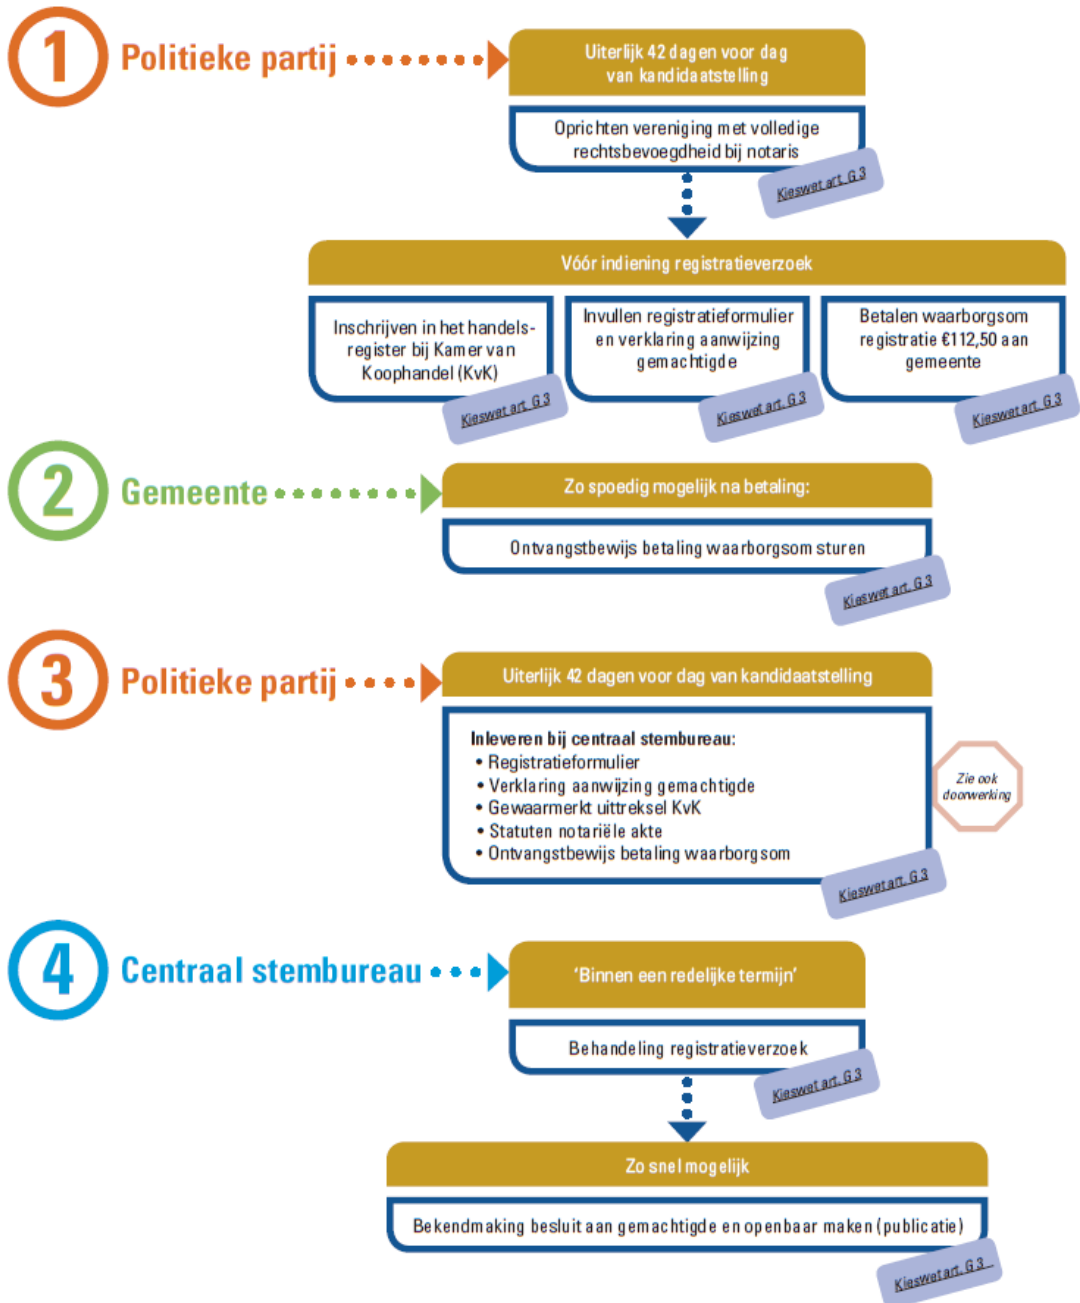 1
Politieke partij
Uiterlijk 42 dagen voor dag
van kandidaatstelling
Oprichten vereniging met volledige
rechtsbevoegdheid bij notaris
Kieswet art. G 3
Vóór indiening registratieverzoek
Inschrijven in het handels-
register bij Kamer van
Koophandel (KvK)
Kieswet art. G 3
Invullen registratieformulier
en verklaring aanwijzing
gemachtigde
Kieswet art. G 3
Betalen waarborgsom
registratie €112,50 aan
gemeente
Kieswet art. G 3
2
Gemeente
Zo spoedig mogelijk na betaling:
Ontvangstbewijs betaling waarborgsom sturen
Kieswet art. G 3
3
Politieke partij
Uiterlijk 42 dagen voor dag van kandidaatstelling
Inleveren bij centraal stembureau:
• Registratieformulier
• Verklaring aanwijzing gemachtigde
• Gewaarmerkt uittreksel KvK
• Statuten notariële akte
• Ontvangstbewijs betaling waarborgsom
Kieswet art. G 3
Zie ook
doorwerking
4
Centraal stembureau
‘Binnen een redelijke termijn’
Behandeling registratieverzoek
Kieswet art. G 3
Zo snel mogelijk
Bekendmaking besluit aan gemachtigde en openbaar maken (publicatie)
Kieswet art. G 3